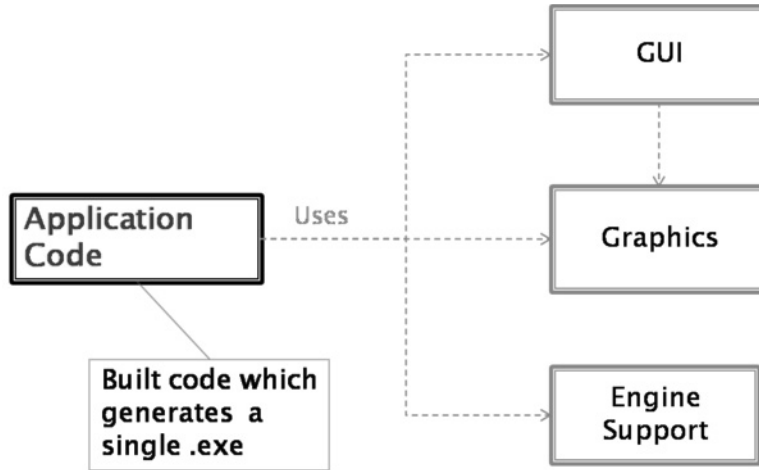 GUI
Application
Code
Uses
Graphics
Built code which
generates a
single .exe
Engine
Support